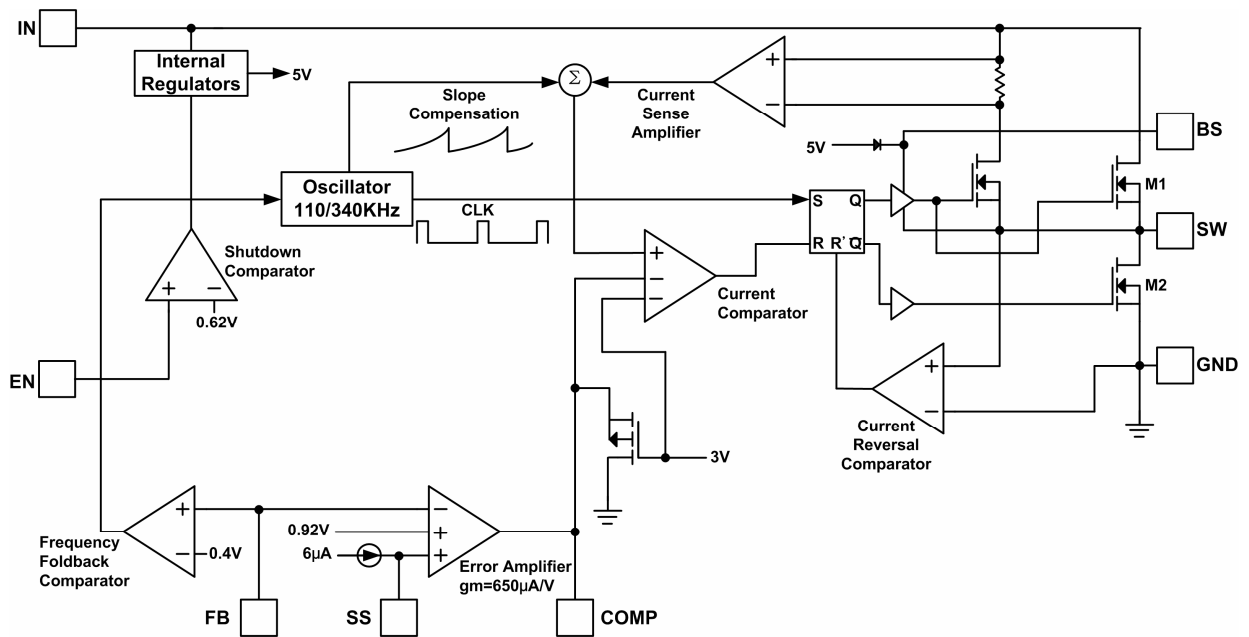 IN
Internal
Regulators
5V
Σ
+
−
Slope
Compensation
Current
Sense
Amplifier
BS
5V
Oscillator
110/340KHz
CLK
S Q
R R' Q̅
M1
SW
Shutdown
Comparator
+ −
0.62V
+
−
−
Current
Comparator
M2
EN
GND
+
−
Current
Reversal
Comparator
3V
+
−
0.4V
Frequency
Foldback
Comparator
0.92V
6μA
−
+
+
Error Amplifier
gm=650μA/V
FB
SS
COMP